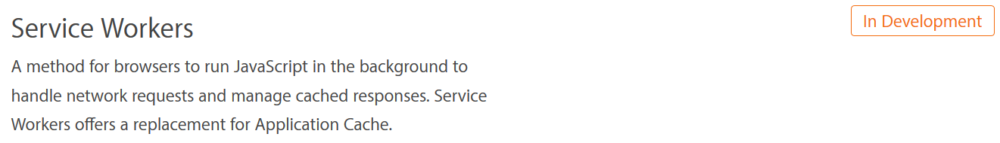 Service Workers
In Development
A method for browsers to run JavaScript in the background to
handle network requests and manage cached responses. Service
Workers offers a replacement for Application Cache.